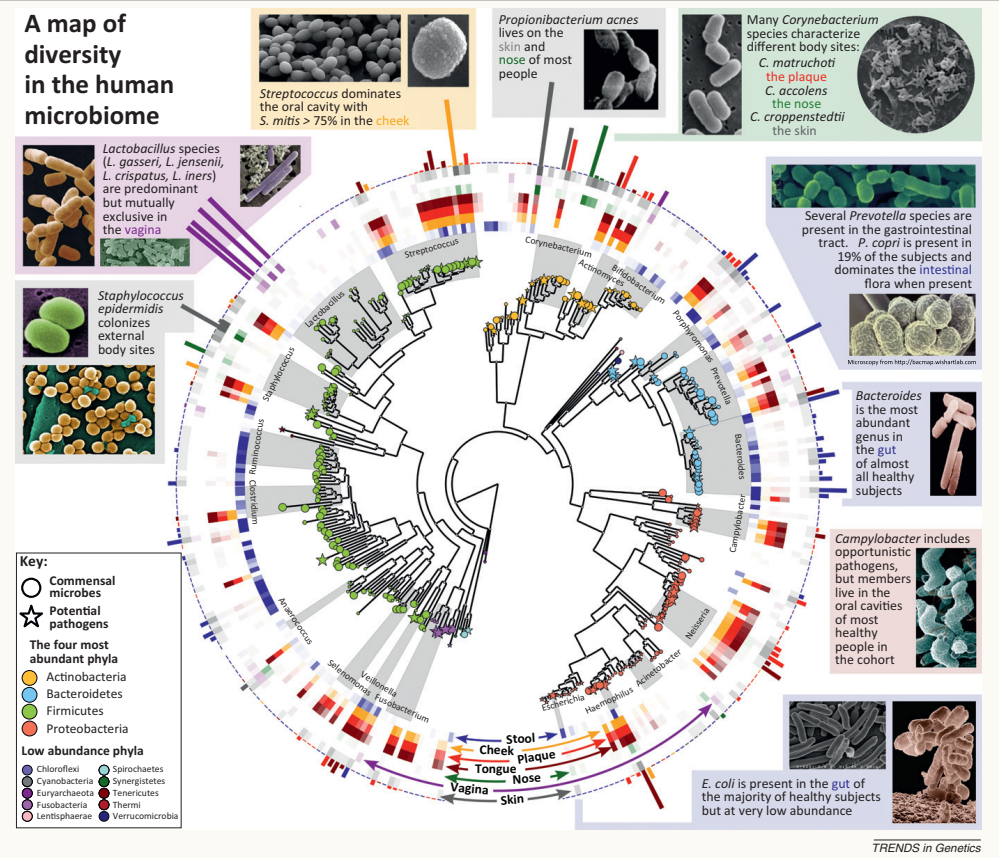 A map of
diversity
in the human
microbiome
Streptococcus dominates
the oral cavity with
S. mitis > 75% in the cheek
Propionibacterium acnes
lives on the
skin and
nose of most
people
Many Corynebacterium
species characterize
different body sites:
C. matruchoti
the plaque
C. accolens
the nose
C. croppenstedtii
the skin
Lactobacillus species
(L. gasseri, L. jensenii,
L. crispatus, L. iners)
are predominant
but mutually
exclusive in
the vagina
Several Prevotella species are
present in the gastrointestinal
tract. P. copri is present in
19% of the subjects and
dominates the intestinal
flora when present
Microscopy from http://bacmap.wishartlab.com
Staphylococcus
epidermidis
colonizes
external
body sites
Bacteroides
is the most
abundant
genus in
the gut
of almost
all healthy
subjects
Campylobacter includes
opportunistic
pathogens,
but members
live in the
oral cavities
of most
healthy
people in
the cohort
E. coli is present in the gut of
the majority of healthy subjects
but at very low abundance
Streptococcus
Corynebacterium
Actinomyces
Bifidobacterium
Porphyromonas
Prevotella
Bacteroides
Campylobacter
Neisseria
Acinetobacter
Haemophilus
Escherichia
Fusobacterium
Veillonella
Selenomonas
Anaerococcus
Clostridium
Ruminococcus
Staphylococcus
Lactobacillus
Stool
Cheek
Plaque
Tongue
Nose
Vagina
Skin
Key:
Commensal
microbes
Potential
pathogens
The four most
abundant phyla
Actinobacteria
Bacteroidetes
Firmicutes
Proteobacteria
Low abundance phyla
Chloroflexi
Cyanobacteria
Euryarchaeota
Fusobacteria
Lentisphaerae
Spirochaetes
Synergistetes
Tenericutes
Thermi
Verrucomicrobia
TRENDS in Genetics